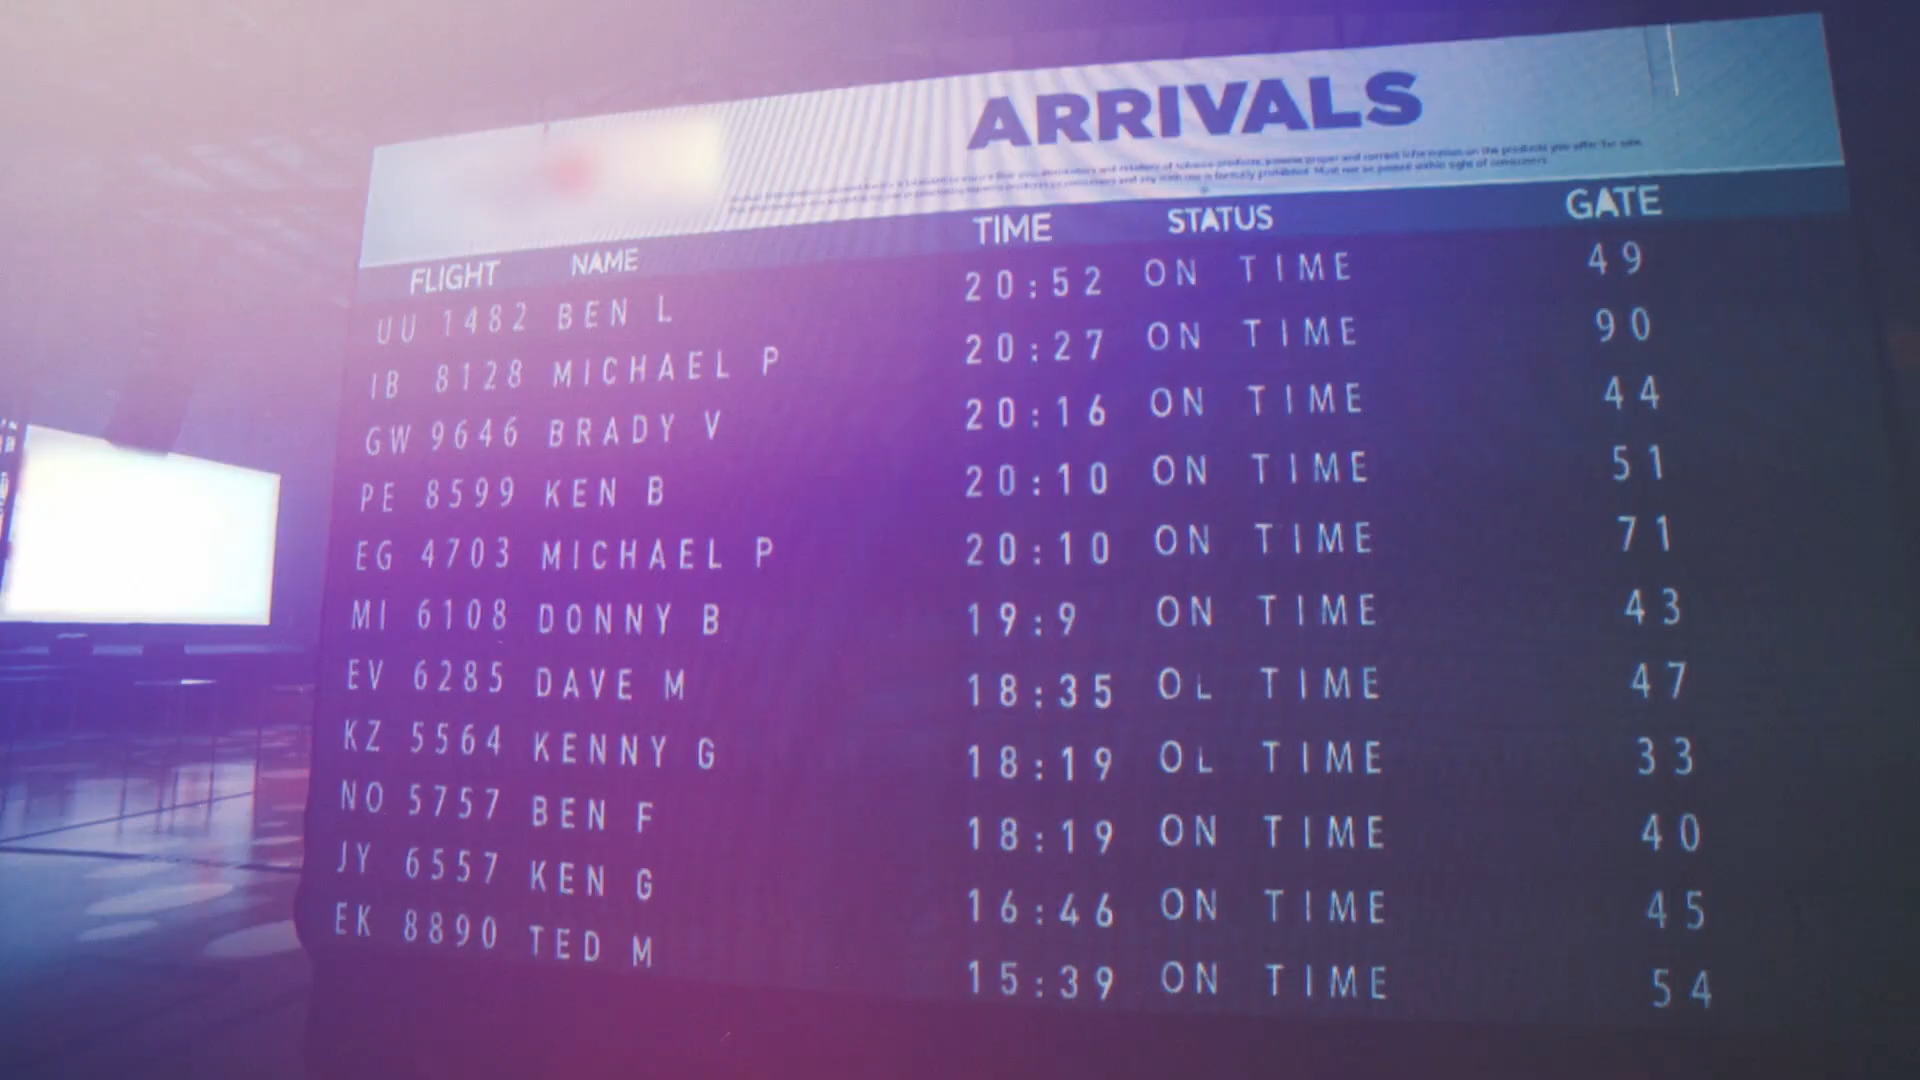 ARRIVALS
FLIGHT NAME TIME STATUS GATE
UU 1482 BEN L 20:52 ON TIME 49
IB 8128 MICHAEL P 20:27 ON TIME 90
GW 9646 BRADY V 20:16 ON TIME 44
PE 8599 KEN B 20:10 ON TIME 51
EG 4703 MICHAEL P 20:10 ON TIME 71
MI 6108 DONNY B 19:9 ON TIME 43
EV 6285 DAVE M 18:35 OL TIME 47
KZ 5564 KENNY G 18:19 OL TIME 33
NO 5757 BEN F 18:19 ON TIME 40
JY 6557 KEN G 16:46 ON TIME 45
EK 8890 TED M 15:39 ON TIME 54